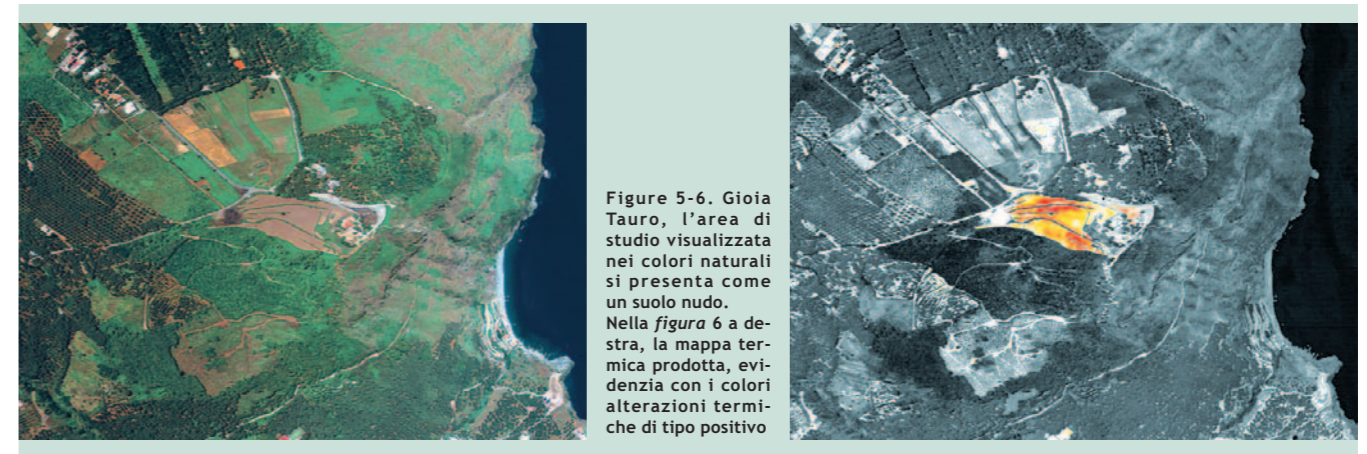 Figure 5-6. Gioia
Tauro, l'area di
studio visualizzata
nei colori naturali
si presenta come
un suolo nudo.
Nella figura 6 a de-
stra, la mappa ter-
mica prodotta, evi-
denzia con i colori
alterazioni termi-
che di tipo positivo